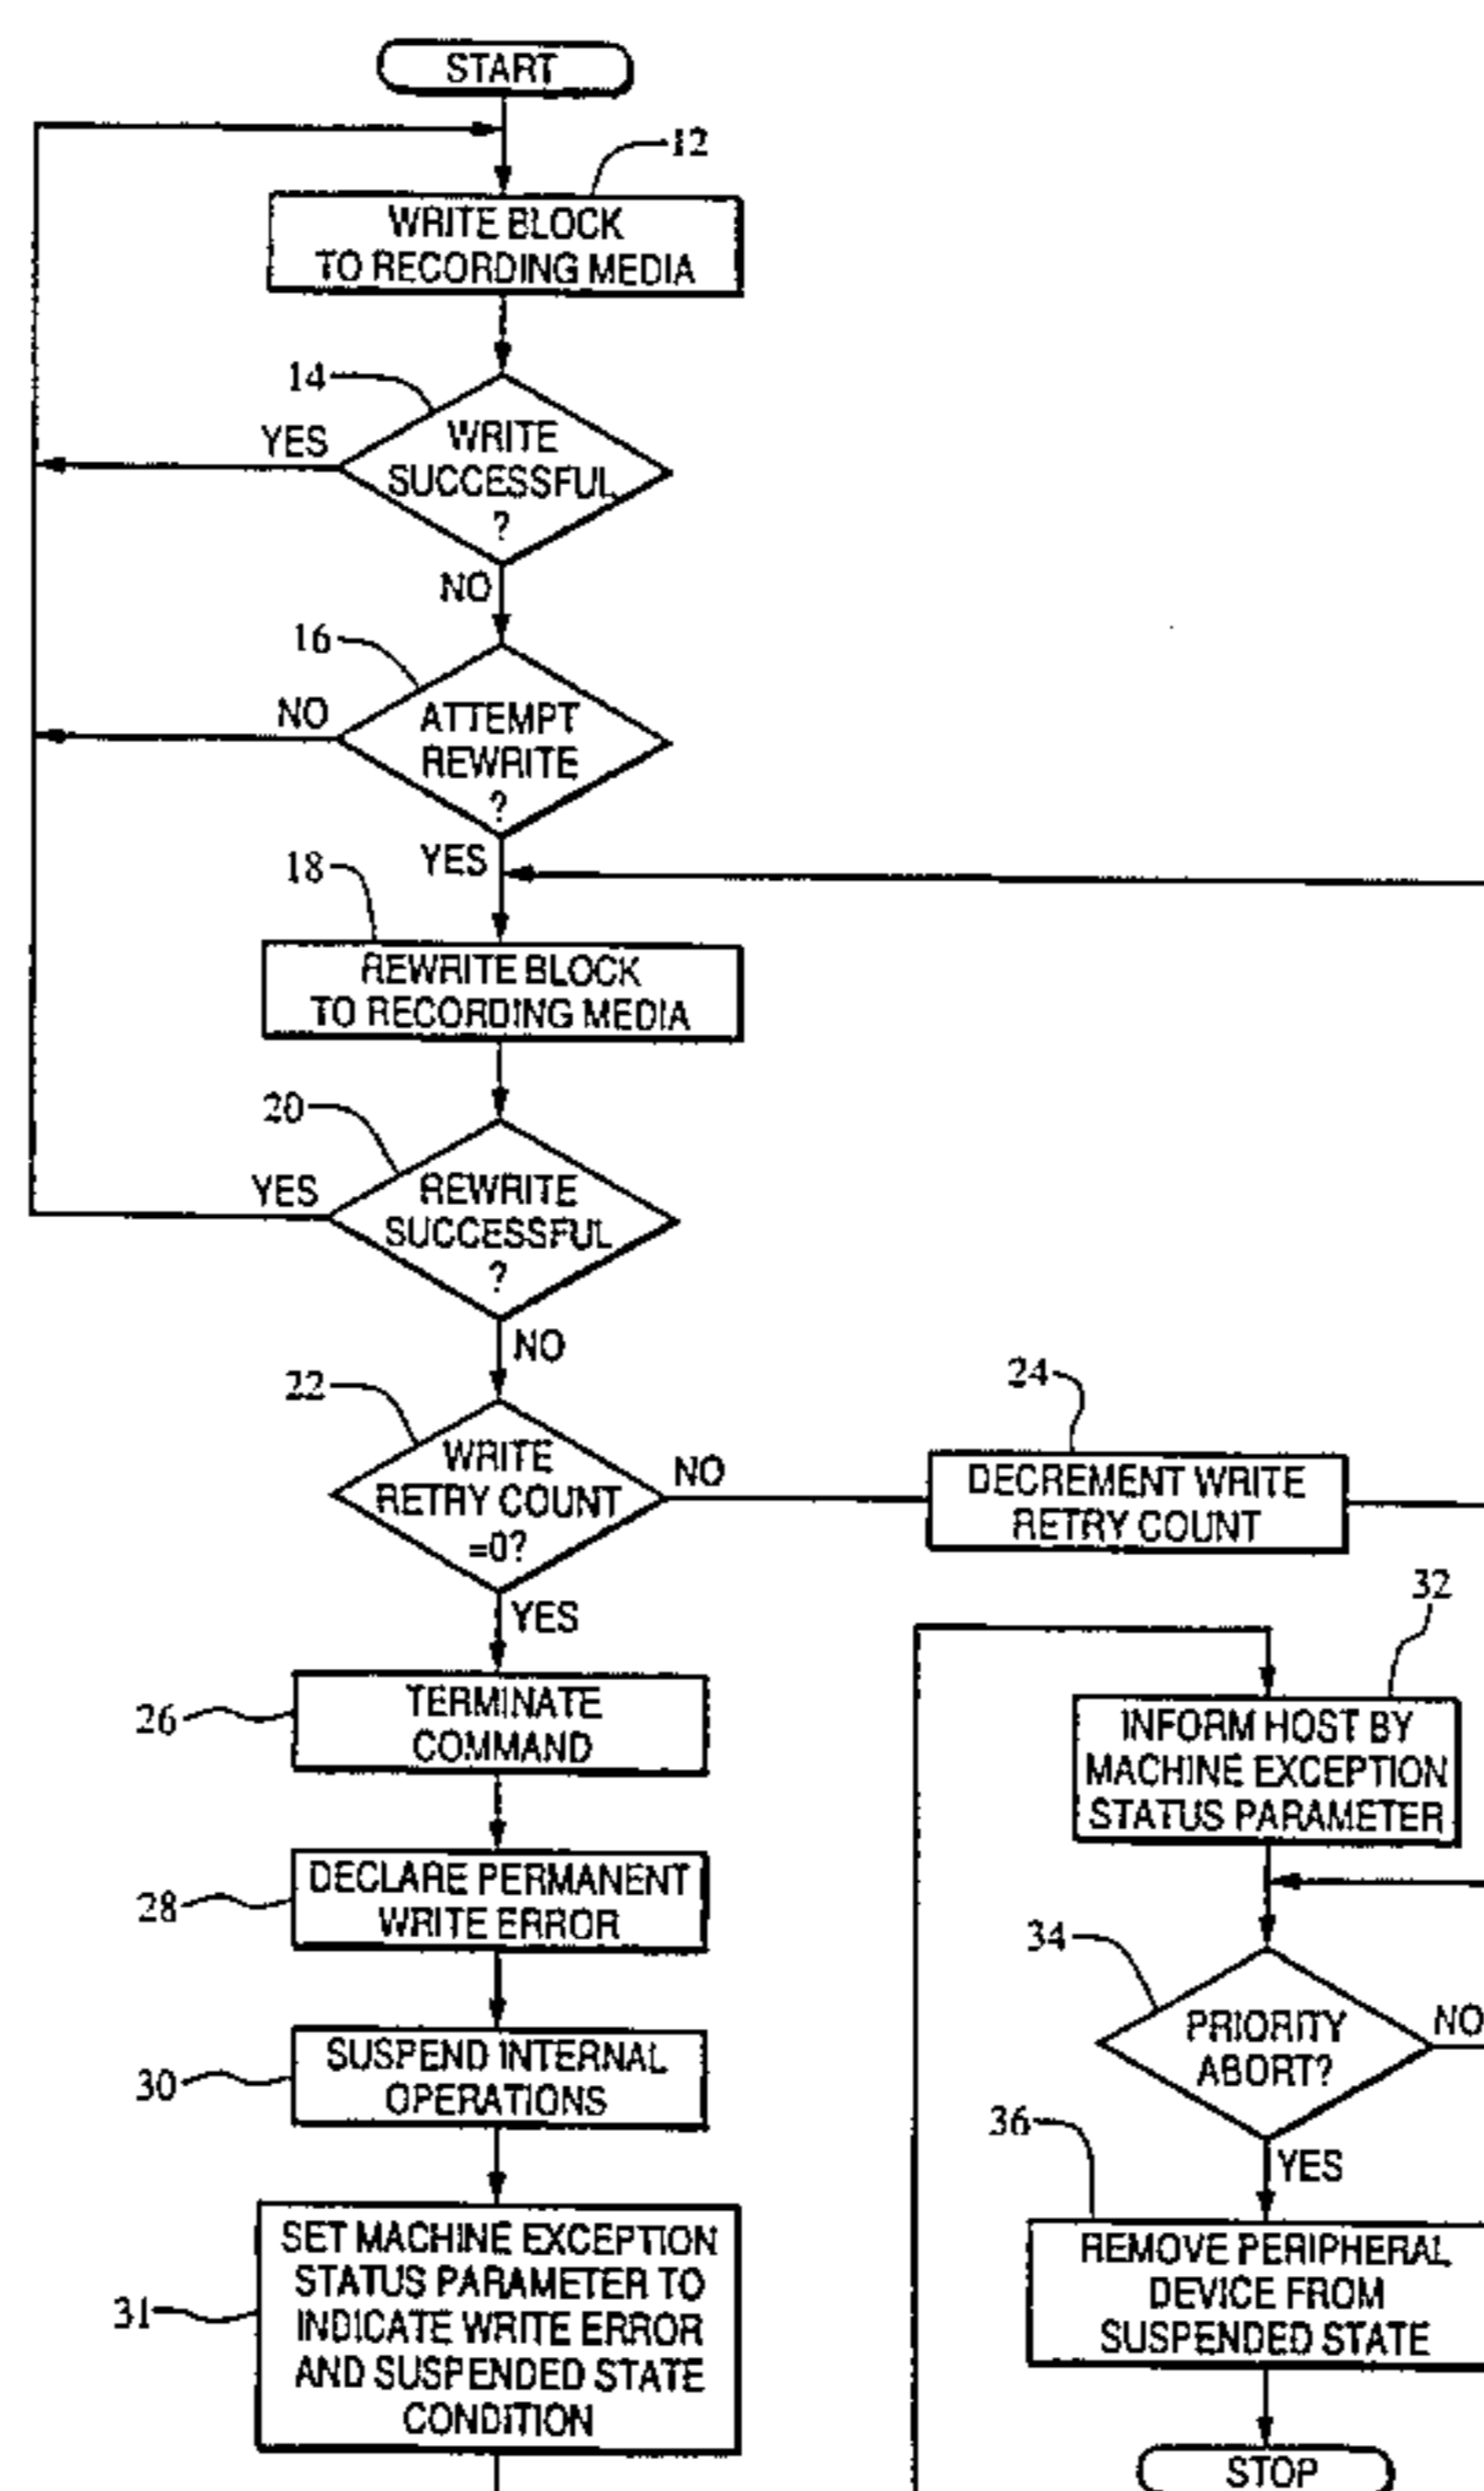 START
12
WRITE BLOCK
TO RECORDING MEDIA
14
YES
WRITE
SUCCESSFUL
?
NO
16
NO
ATTEMPT
REWRITE
?
YES
18
REWRITE BLOCK
TO RECORDING MEDIA
20
YES
REWRITE
SUCCESSFUL
?
NO
22
WRITE
RETRY COUNT
=0?
NO
24
DECREMENT WRITE
RETRY COUNT
YES
26
TERMINATE
COMMAND
28
DECLARE PERMANENT
WRITE ERROR
30
SUSPEND INTERNAL
OPERATIONS
31
SET MACHINE EXCEPTION
STATUS PARAMETER TO
INDICATE WRITE ERROR
AND SUSPENDED STATE
CONDITION
32
INFORM HOST BY
MACHINE EXCEPTION
STATUS PARAMETER
34
PRIORITY
ABORT?
NO
YES
36
REMOVE PERIPHERAL
DEVICE FROM
SUSPENDED STATE
STOP